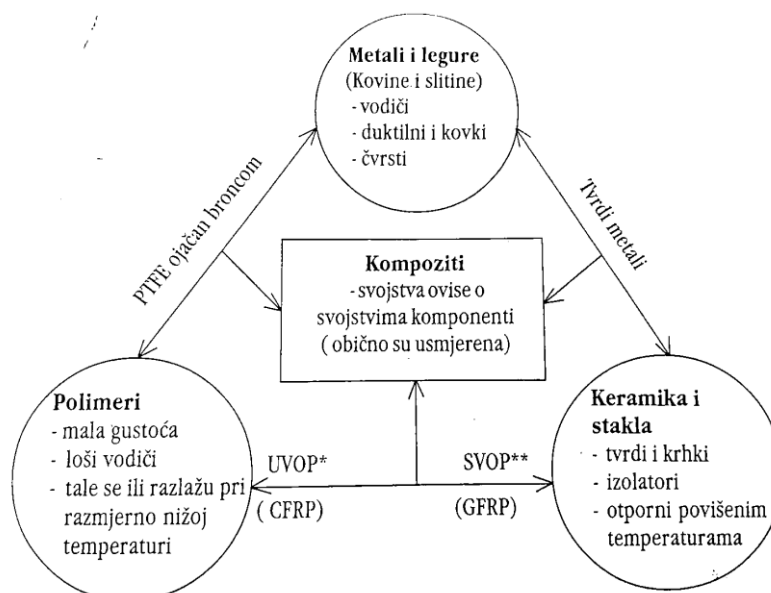 Metali i legure
(Kovine i slitine)
- vodiči
- duktilni i kovki
- čvrsti
PTFE ojačan broncom
Tvrdi metali
Kompoziti
-svojstva ovise o
svojstvima komponenti
( obično su usmjerena)
Polimeri
- mala gustoća
- loši vodiči
- tale se ili razlažu pri
razmjerno nižoj
temperaturi
UVOP*
( CFRP)
SVOP**
(GFRP)
Keramika i
stakla
- tvrdi i krhki
- izolatori
- otporni povišenim
temperaturama